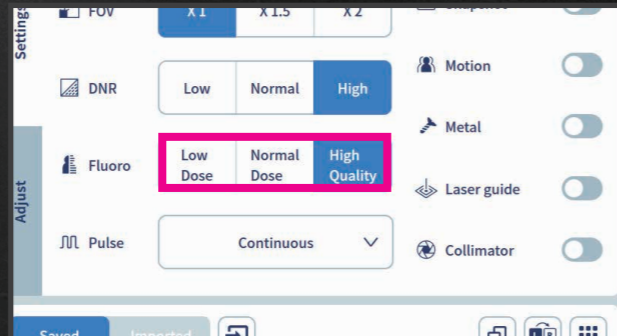 Settings
FOV
X 1
X 1.5
X 2
DNR
Low
Normal
High
Fluoro
Low Dose
Normal Dose
High Quality
Pulse
Continuous
Adjust
Motion
Metal
Laser guide
Collimator
Saved
Imported